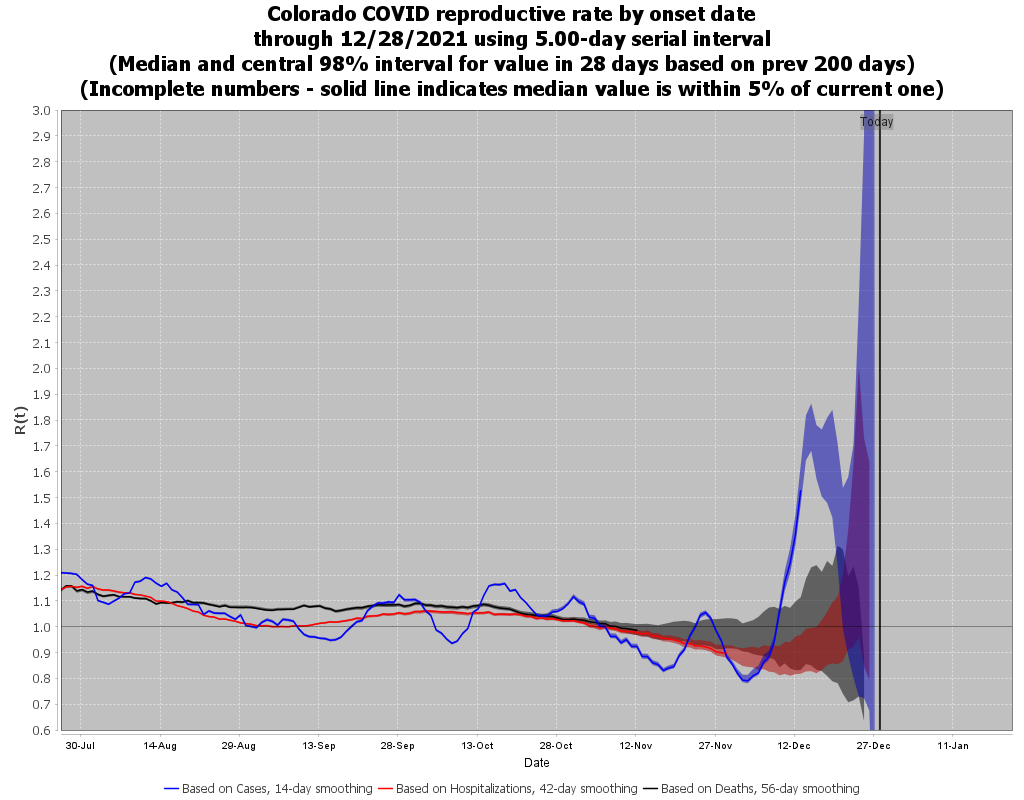 Colorado COVID reproductive rate by onset date
through 12/28/2021 using 5.00-day serial interval
(Median and central 98% interval for value in 28 days based on prev 200 days)
(Incomplete numbers - solid line indicates median value is within 5% of current one)
3.0
Today
2.9
2.8
2.7
2.6
2.5
2.4
2.3
2.2
2.1
2.0
1.9
1.8
1.7
1.6
1.5
1.4
1.3
1.2
1.1
1.0
0.9
0.8
0.7
0.6
R(t)
30-Jul 14-Aug 29-Aug 13-Sep 28-Sep 13-Oct 28-Oct 12-Nov 27-Nov 12-Dec 27-Dec 11-Jan
Date
Based on Cases, 14-day smoothing Based on Hospitalizations, 42-day smoothing Based on Deaths, 56-day smoothing